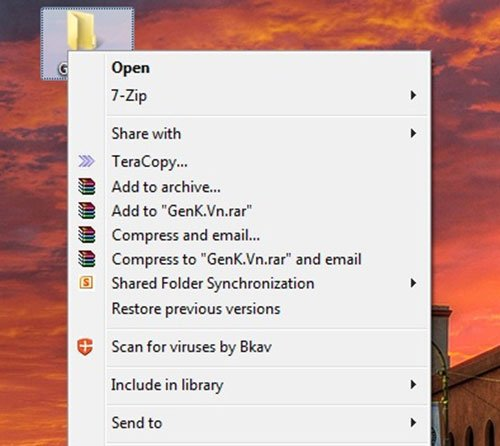 Open
7-Zip
Share with
TeraCopy...
Add to archive...
Add to "GenK.Vn.rar"
Compress and email...
Compress to "GenK.Vn.rar" and email
Shared Folder Synchronization
Restore previous versions
Scan for viruses by Bkav
Include in library
Send to